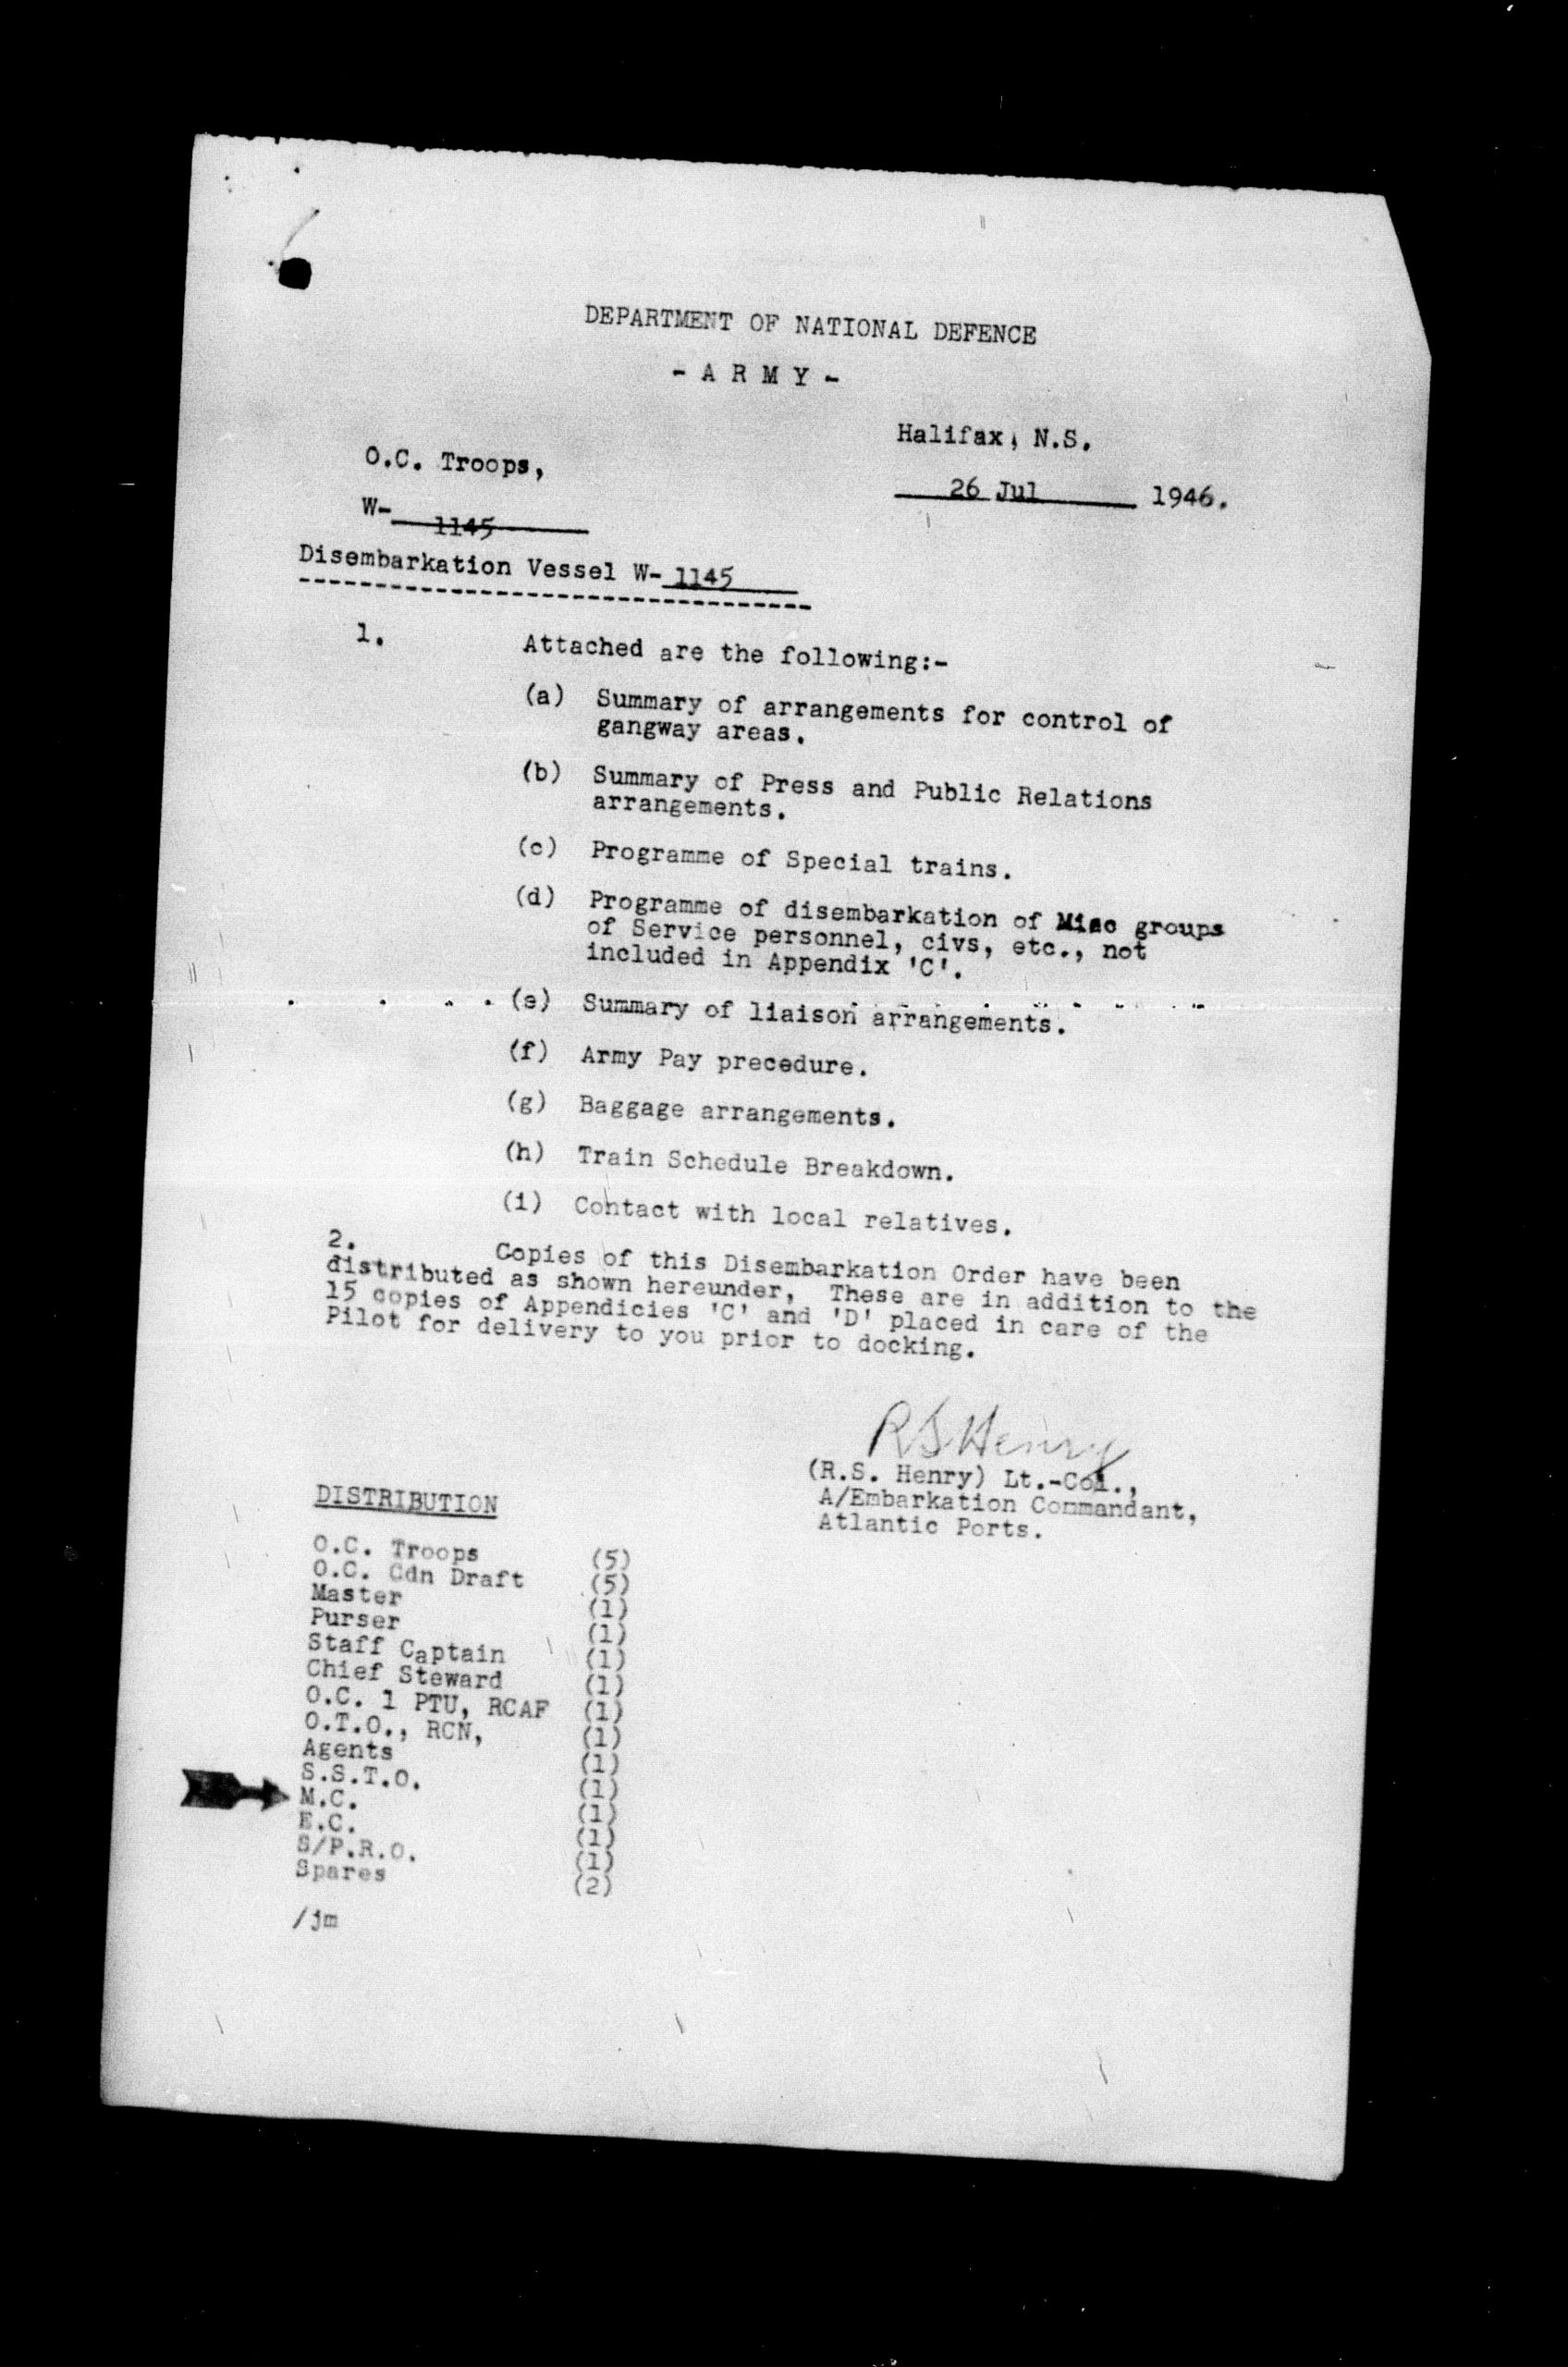 DEPARTMENT OF NATIONAL DEFENCE
- A R M Y -
Halifax, N.S.
O.C. Troops,
26 Jul 1946.
W- 1145
Disembarkation Vessel W- 1145
1. Attached are the following:-
(a) Summary of arrangements for control of
gangway areas.
(b) Summary of Press and Public Relations
arrangements.
(c) Programme of Special trains.
(d) Programme of disembarkation of Misc groups
of Service personnel, civs, etc., not
included in Appendix 'C'.
(e) Summary of liaison arrangements.
(f) Army Pay precedure.
(g) Baggage arrangements.
(h) Train Schedule Breakdown.
(i) Contact with local relatives.
2. Copies of this Disembarkation Order have been
distributed as shown hereunder, These are in addition to the
15 copies of Appendicies 'C' and 'D' placed in care of the
Pilot for delivery to you prior to docking.
R S Henry
(R.S. Henry) Lt.-Col.,
A/Embarkation Commandant,
Atlantic Ports.
DISTRIBUTION
O.C. Troops (5)
O.C. Cdn Draft (5)
Master (1)
Purser (1)
Staff Captain (1)
Chief Steward (1)
O.C. 1 PTU, RCAF (1)
O.T.O., RCN, (1)
Agents (1)
S.S.T.O. (1)
M.C. (1)
E.C. (1)
S/P.R.O. (1)
Spares (2)
/jm